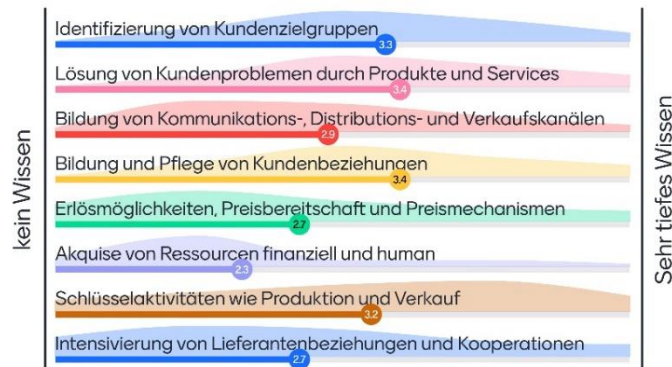 kein Wissen
Identifizierung von Kundenzielgruppen
3.3
Lösung von Kundenproblemen durch Produkte und Services
3.4
Bildung von Kommunikations-, Distributions- und Verkaufskanälen
2.9
Bildung und Pflege von Kundenbeziehungen
3.4
Erlösmöglichkeiten, Preisbereitschaft und Preismechanismen
2.7
Akquise von Ressourcen finanziell und human
2.3
Schlüsselaktivitäten wie Produktion und Verkauf
3.2
Intensivierung von Lieferantenbeziehungen und Kooperationen
2.7
Sehr tiefes Wissen